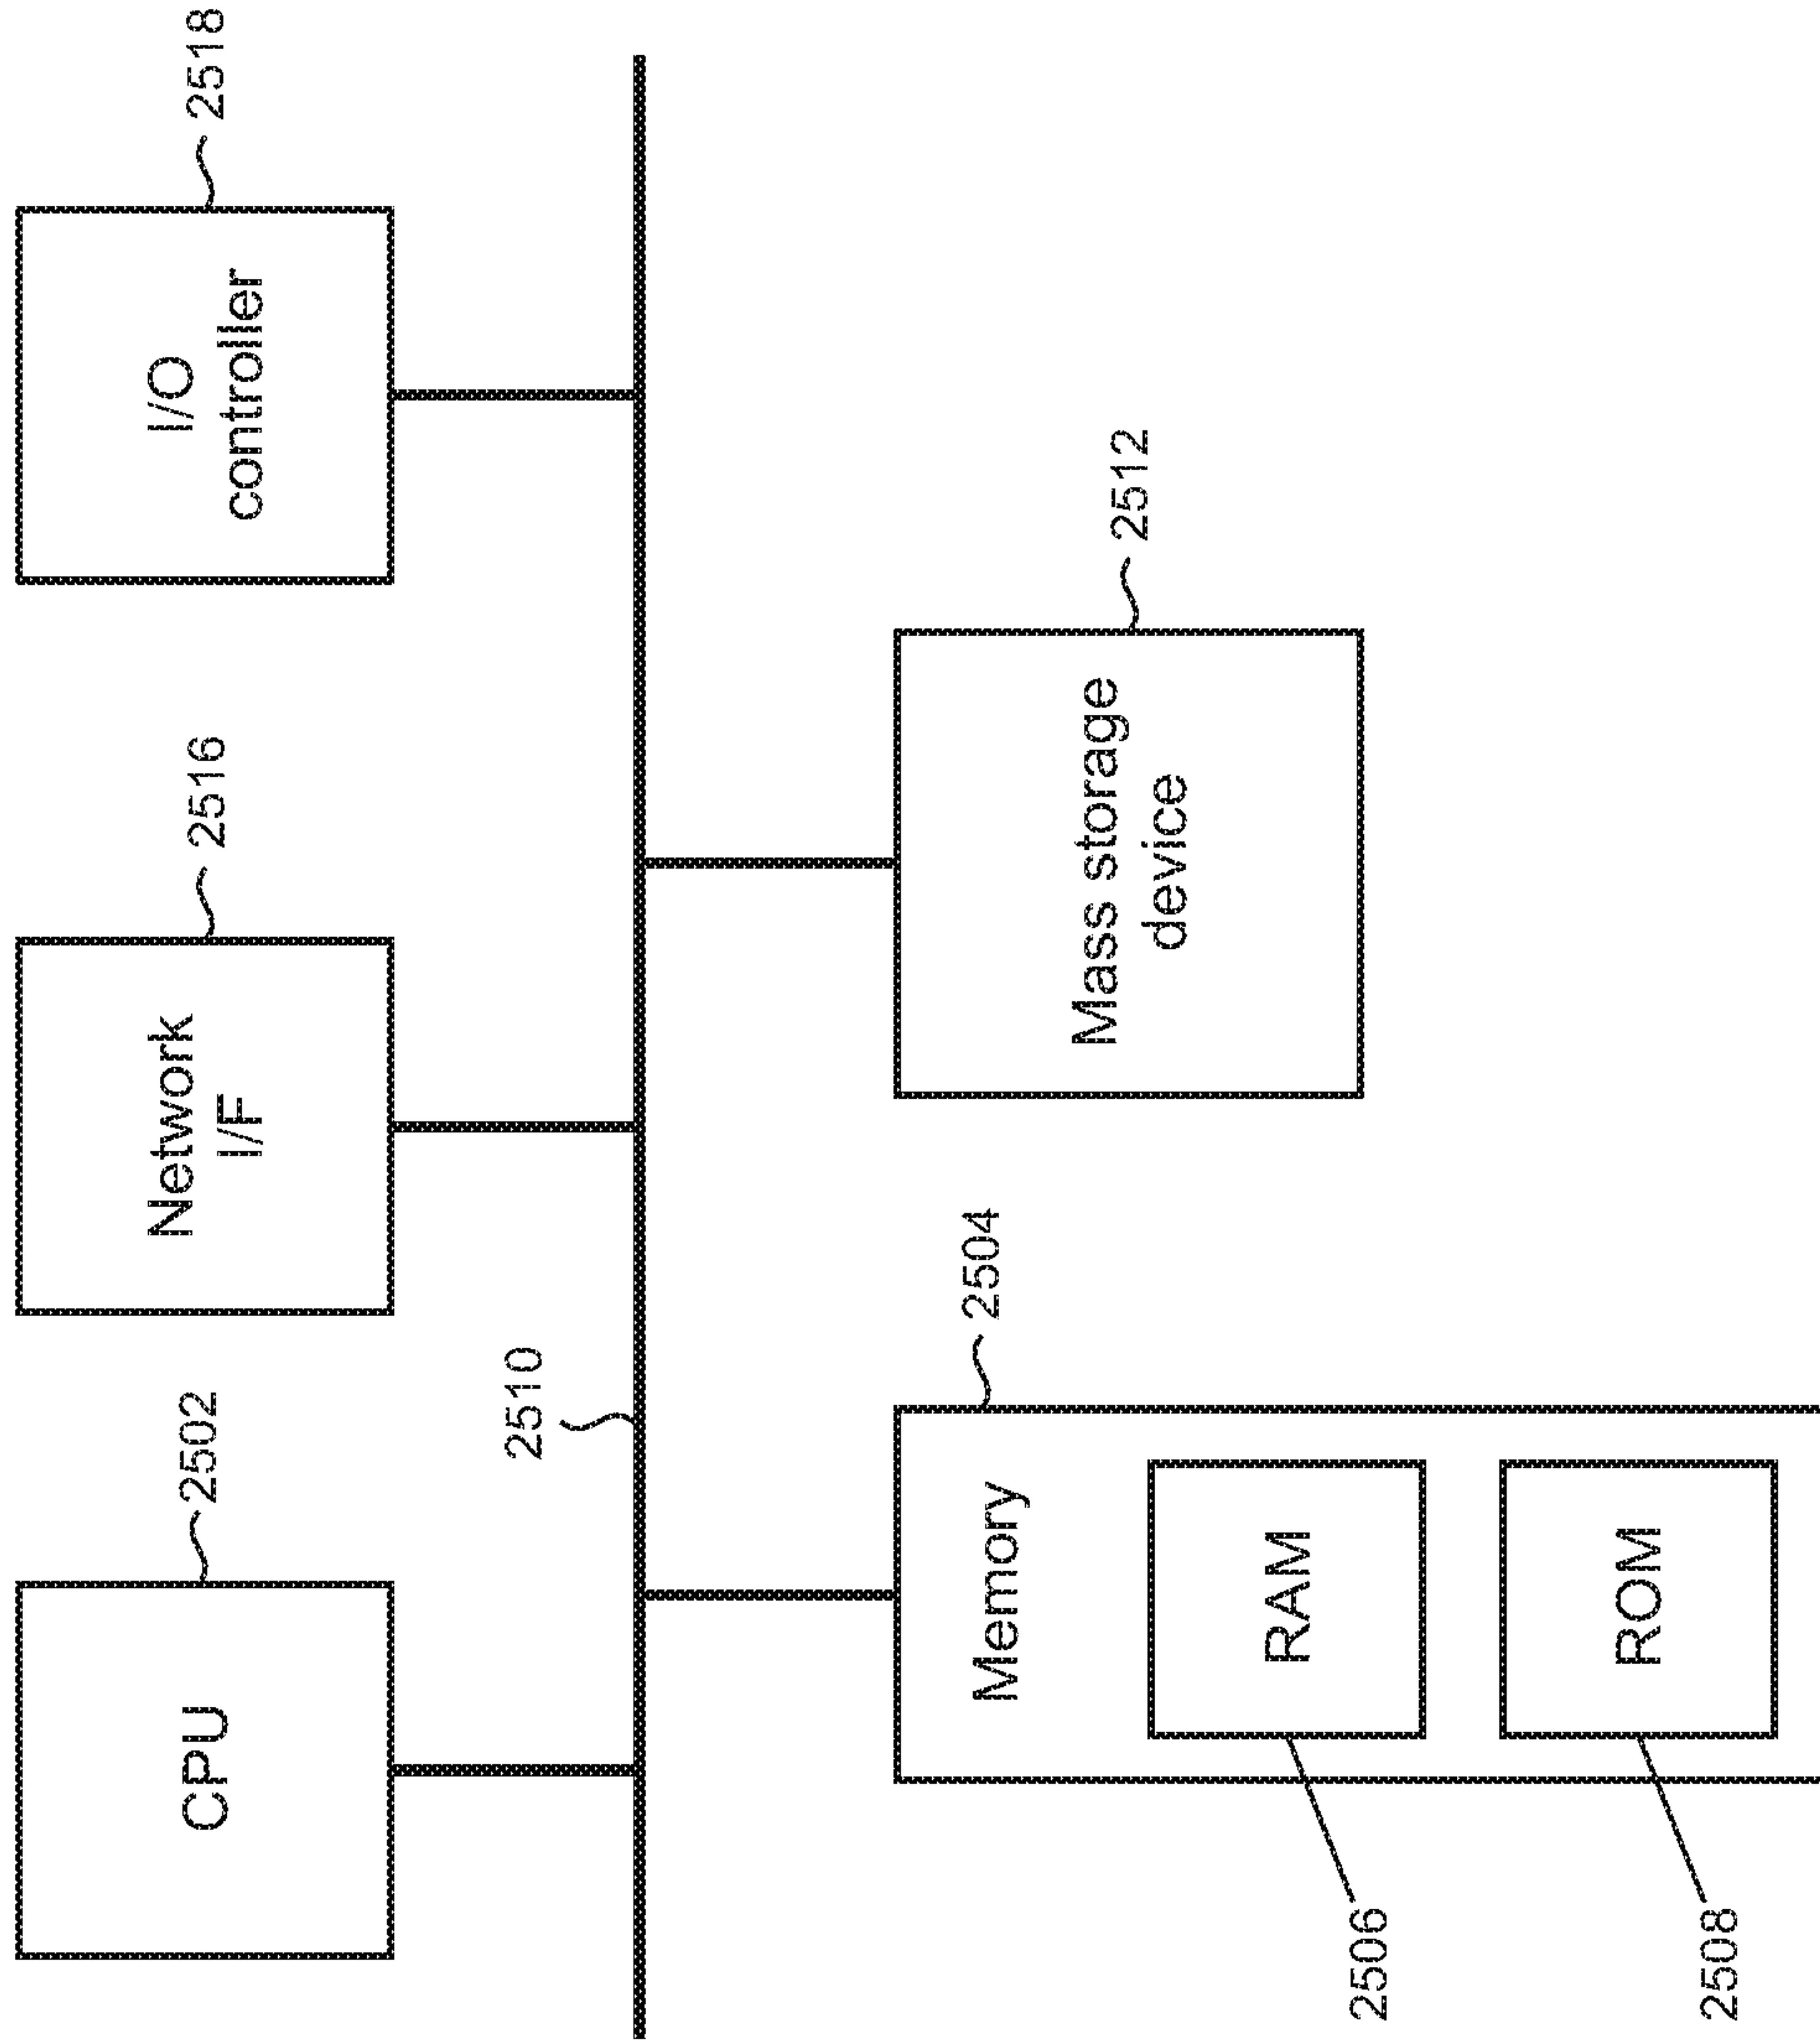 CPU
2502
Network
I/F
2516
I/O
controller
2518
2510
Memory
2504
RAM
2506
ROM
2508
Mass storage
device
2512